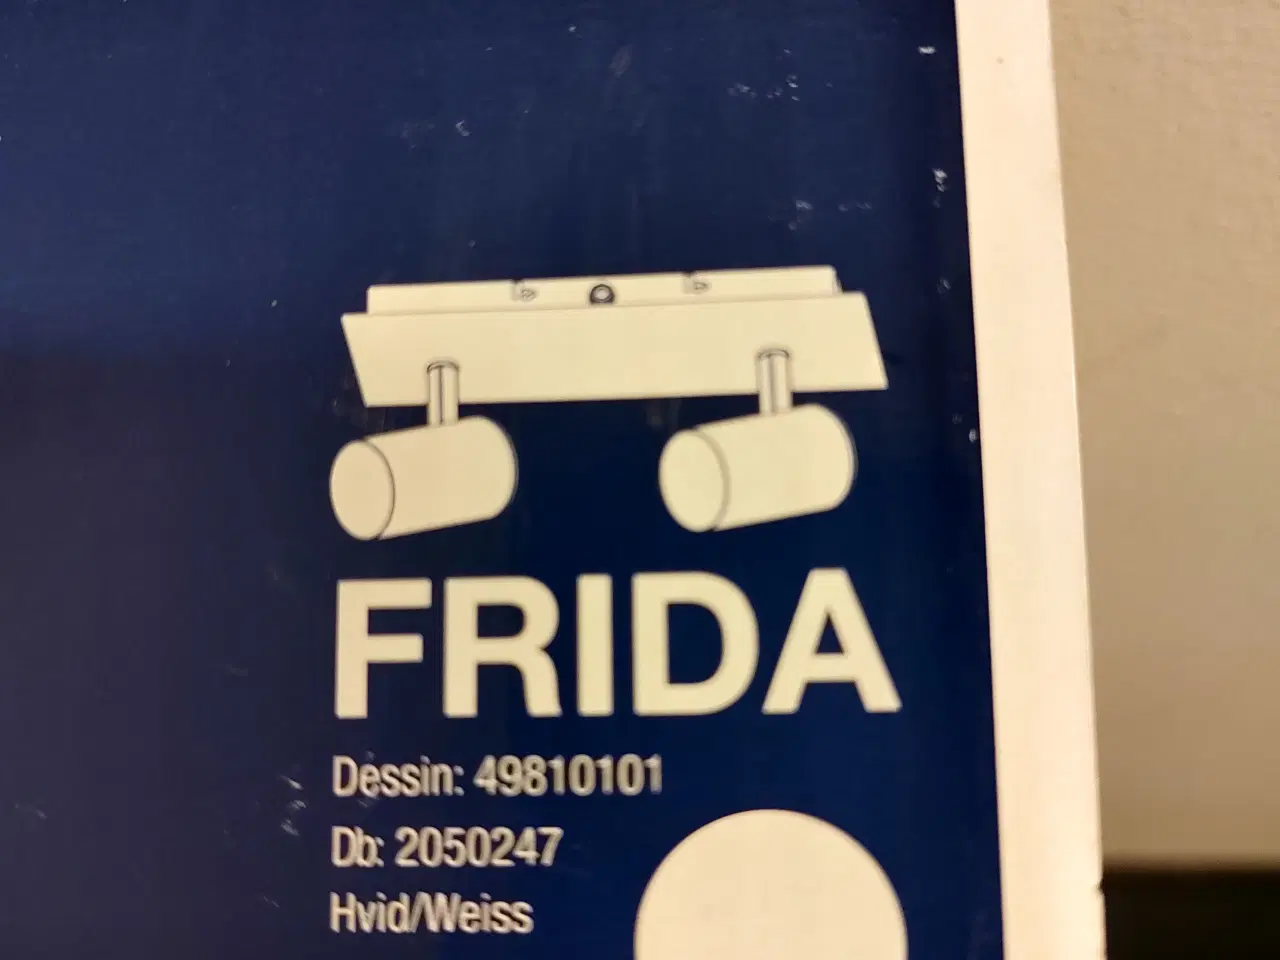 FRIDA
Dessin: 49810101
Db: 2050247
Hvid/Weiss